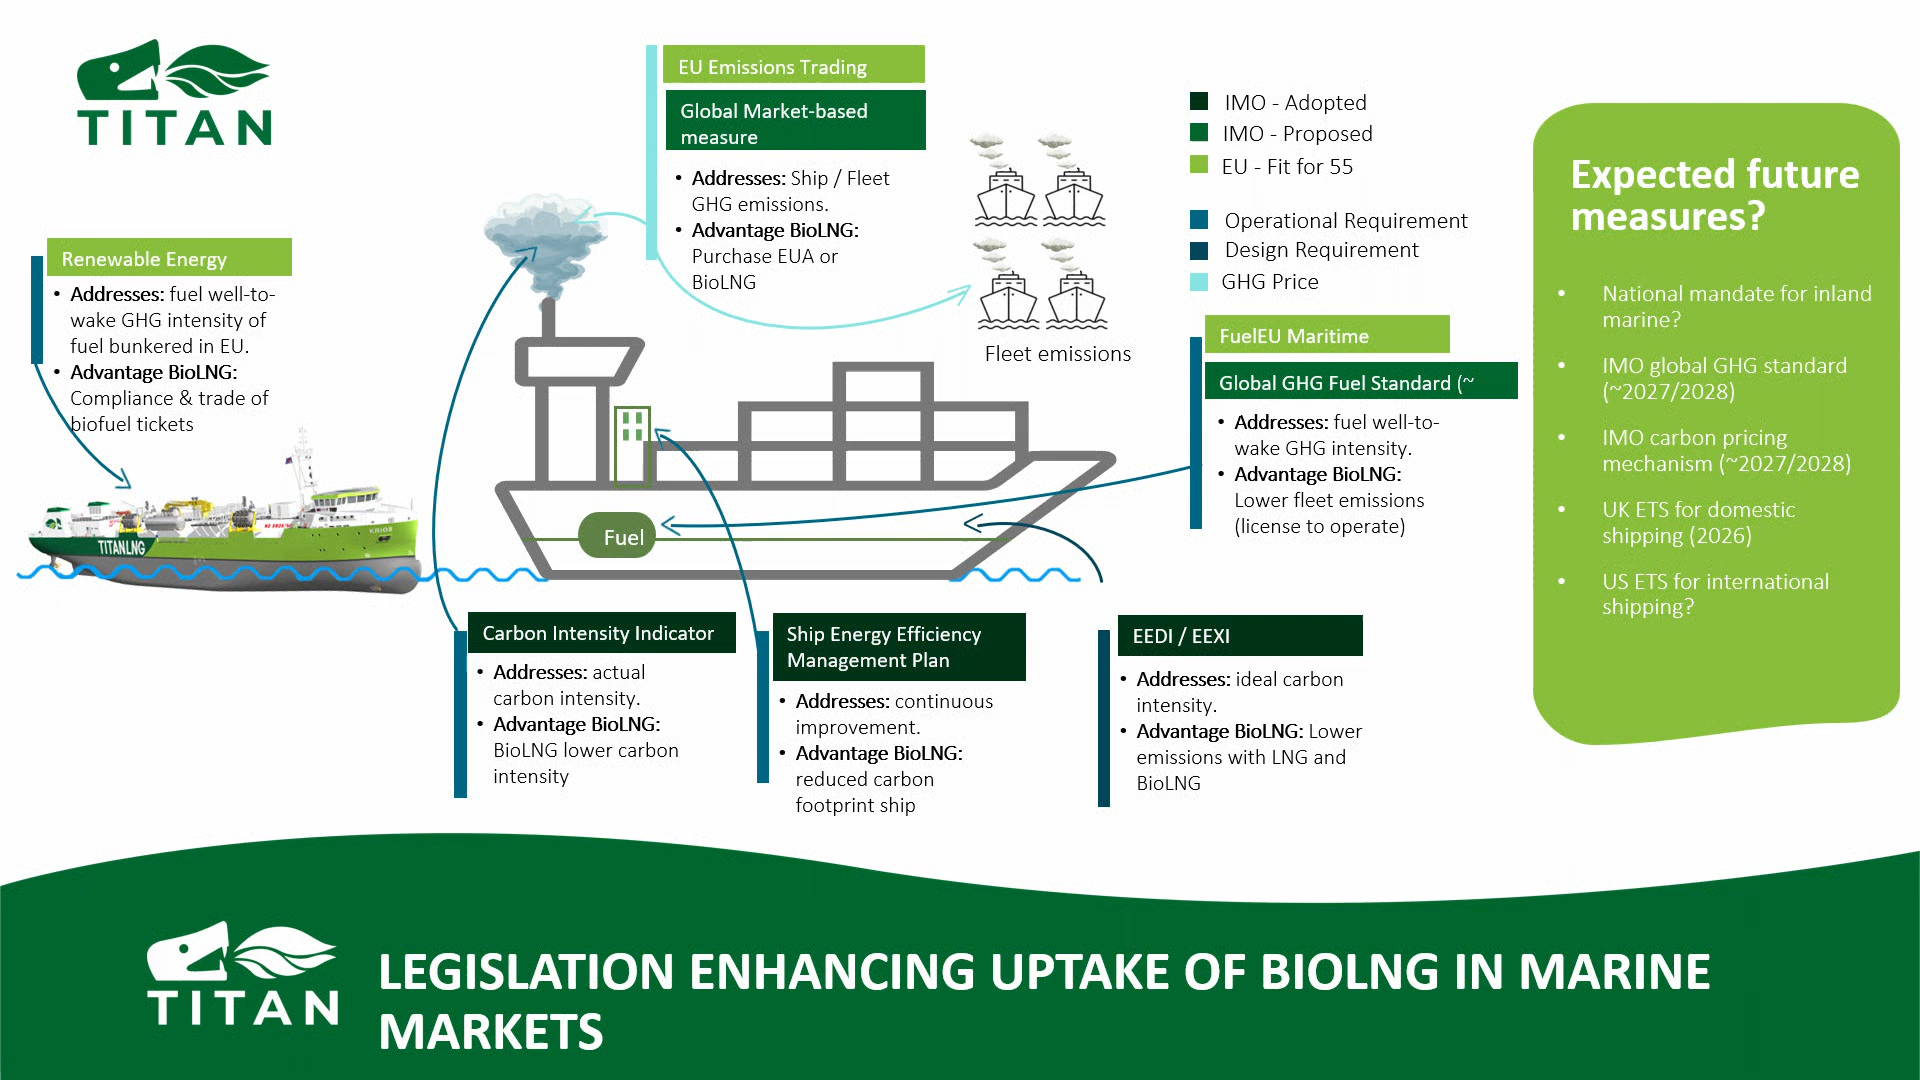 TITAN
EU Emissions Trading
Global Market-based
measure
• Addresses: Ship / Fleet
GHG emissions.
• Advantage BioLNG:
Purchase EUA or
BioLNG
Fleet emissions
IMO - Adopted
IMO - Proposed
EU - Fit for 55
Operational Requirement
Design Requirement
GHG Price
Renewable Energy
• Addresses: fuel well-to-
wake GHG intensity of
fuel bunkered in EU.
• Advantage BioLNG:
Compliance & trade of
biofuel tickets
FuelEU Maritime
Global GHG Fuel Standard (~
• Addresses: fuel well-to-
wake GHG intensity.
• Advantage BioLNG:
Lower fleet emissions
(license to operate)
TITANLNG
NO SMOKING
KRIOS
Fuel
Carbon Intensity Indicator
• Addresses: actual
carbon intensity.
• Advantage BioLNG:
BioLNG lower carbon
intensity
Ship Energy Efficiency
Management Plan
• Addresses: continuous
improvement.
• Advantage BioLNG:
reduced carbon
footprint ship
EEDI / EEXI
• Addresses: ideal carbon
intensity.
• Advantage BioLNG: Lower
emissions with LNG and
BioLNG
Expected future
measures?
• National mandate for inland
marine?
• IMO global GHG standard
(~2027/2028)
• IMO carbon pricing
mechanism (~2027/2028)
• UK ETS for domestic
shipping (2026)
• US ETS for international
shipping?
TITAN
LEGISLATION ENHANCING UPTAKE OF BIOLNG IN MARINE
MARKETS